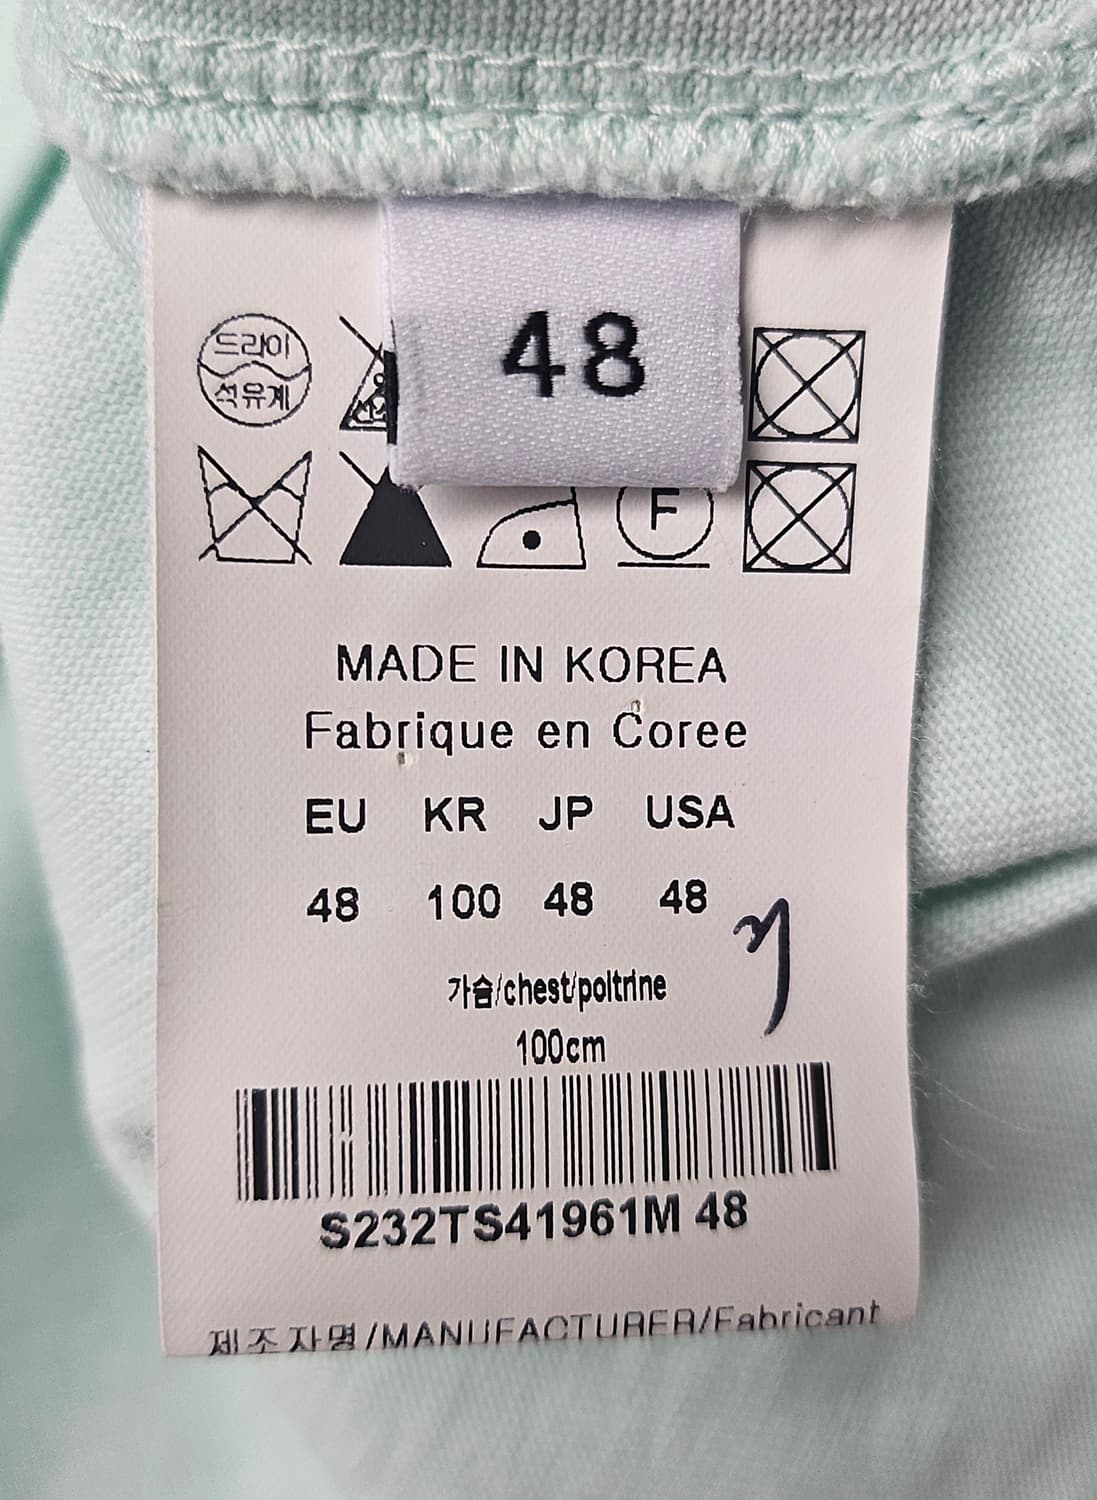 48
드라이
석유계
F
MADE IN KOREA
Fabrique en Coree
EU KR JP USA
48 100 48 48
가슴/chest/poltrine
100cm
S232TS41961M 48
제조자명/MANUFACTURER/Fabricant